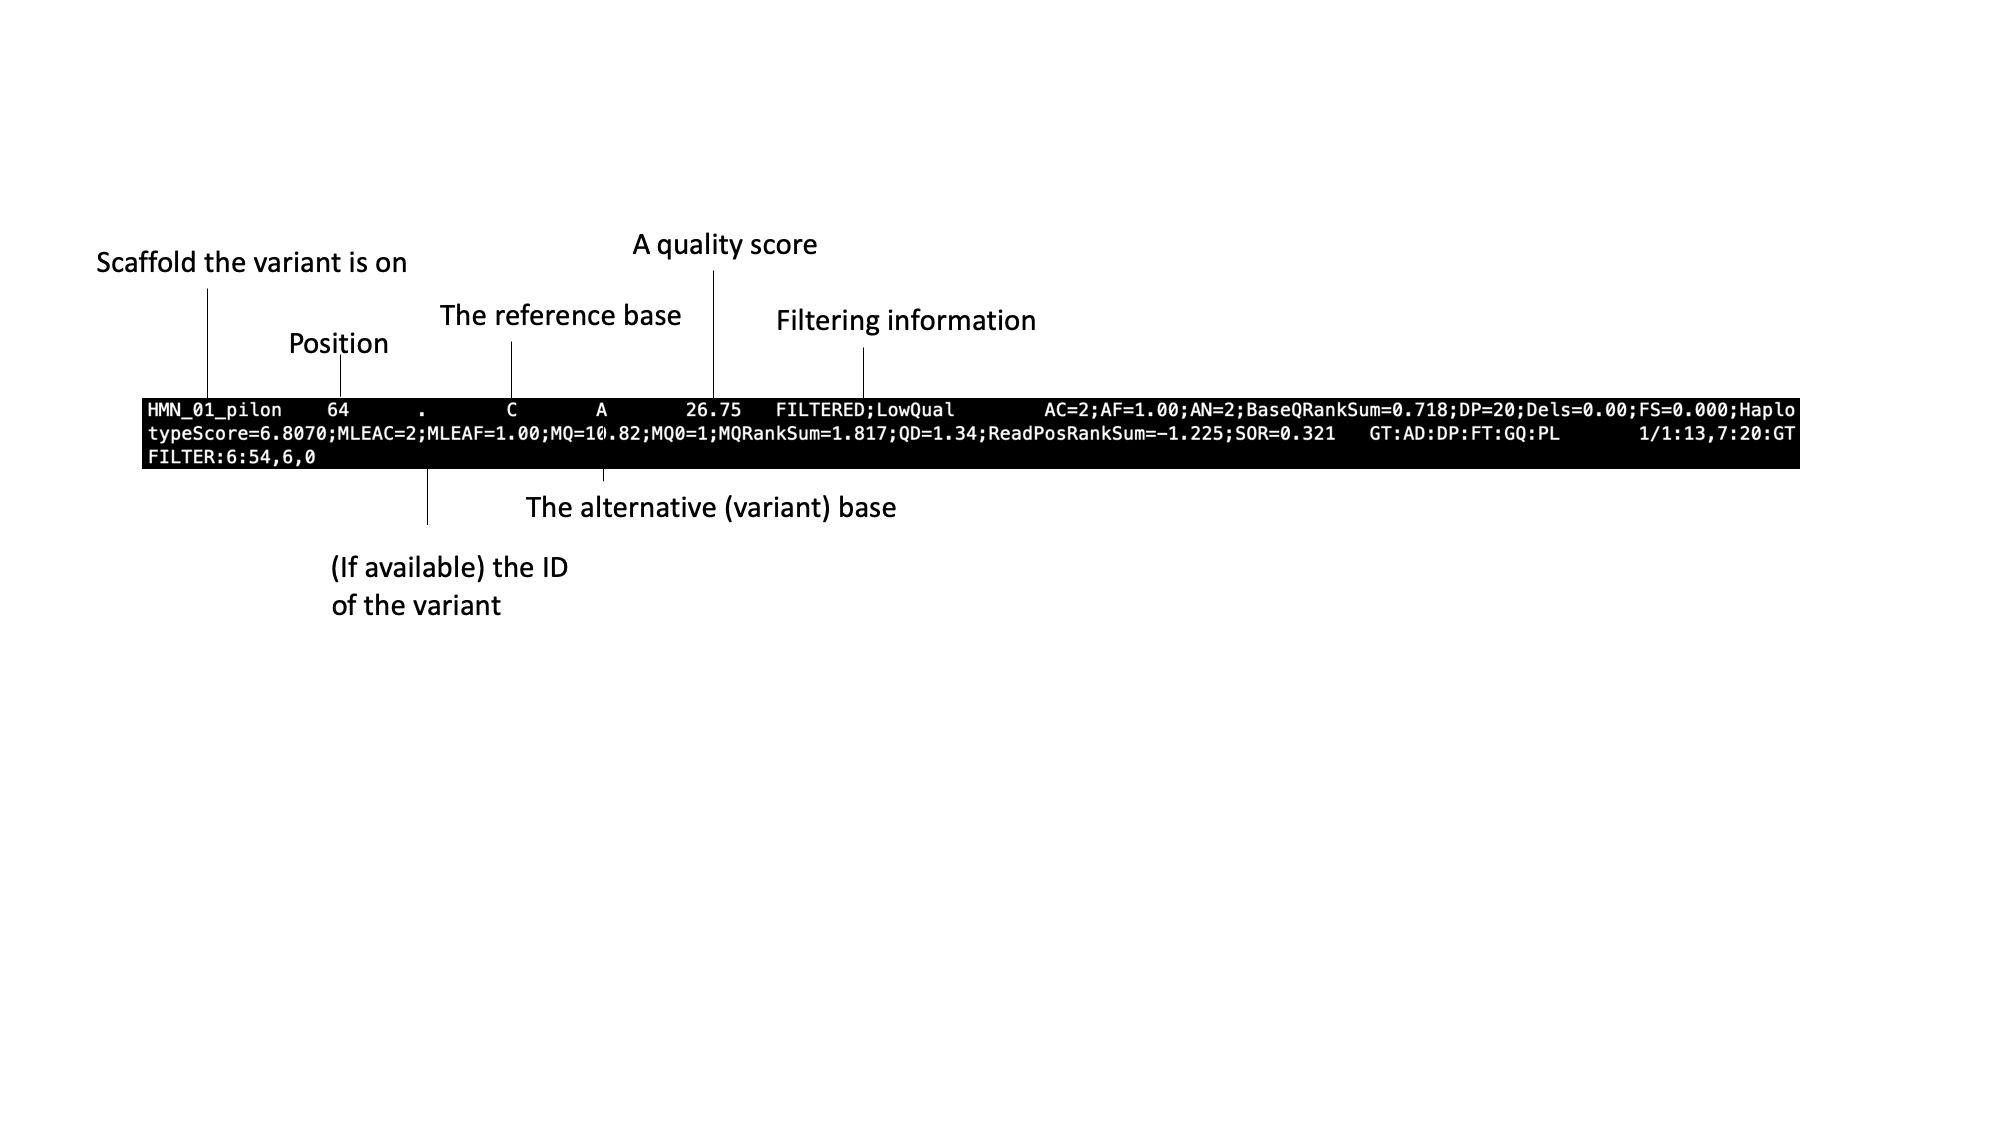 A quality score
Scaffold the variant is on
The reference base
Filtering information
Position
HMN_01_pilon 64 . C A 26.75 FILTERED;LowQual AC=2;AF=1.00;AN=2;BaseQRankSum=0.718;DP=20;Dels=0.00;FS=0.000;Haplo
typeScore=6.8070;MLEAC=2;MLEAF=1.00;MQ=10.82;MQ0=1;MQRankSum=1.817;QD=1.34;ReadPosRankSum=-1.225;SOR=0.321 GT:AD:DP:FT:GQ:PL 1/1:13,7:20:GT
FILTER:6:54,6,0
The alternative (variant) base
(If available) the ID
of the variant